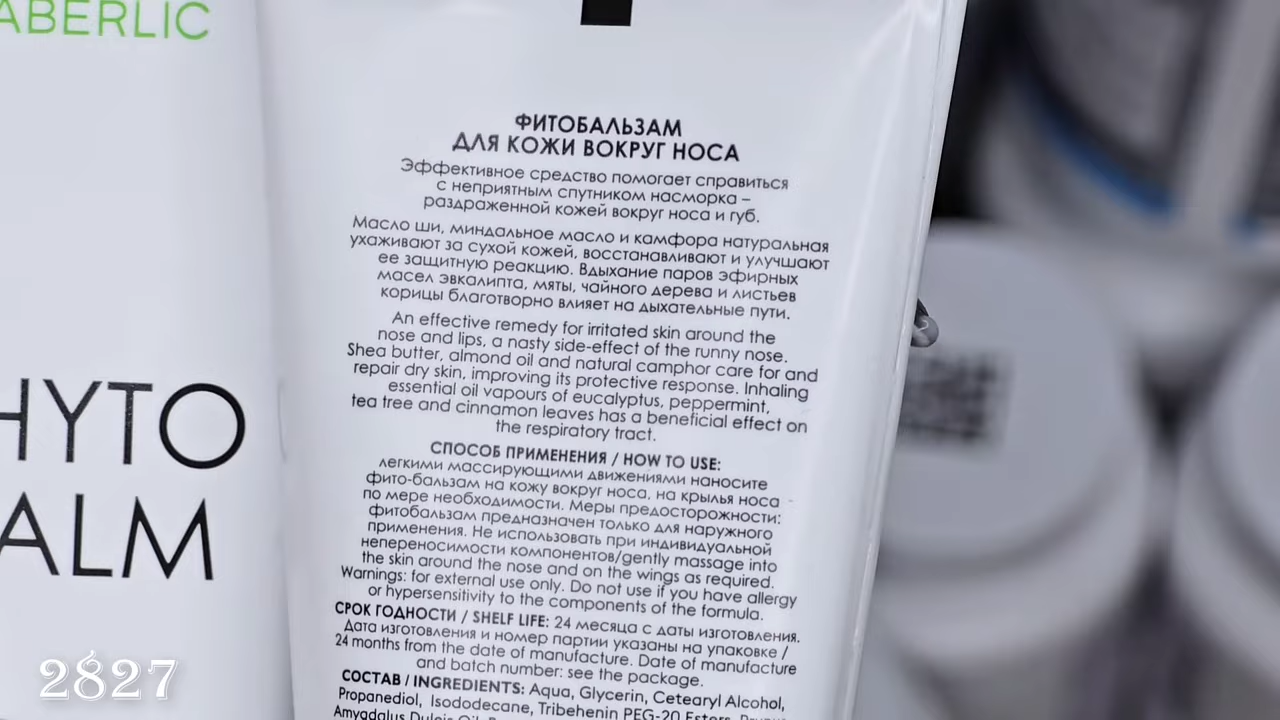 ABERLIC
HYTO
ALM
ФИТОБАЛЬЗАМ
ДЛЯ КОЖИ ВОКРУГ НОСА
Эффективное средство помогает справиться
с неприятным спутником насморка –
раздраженной кожей вокруг носа и губ.
Масло ши, миндальное масло и камфора натуральная
ухаживают за сухой кожей, восстанавливают и улучшают
ее защитную реакцию. Вдыхание паров эфирных
масел эвкалипта, мяты, чайного дерева и листьев
корицы благотворно влияет на дыхательные пути.
An effective remedy for irritated skin around the
nose and lips, a nasty side-effect of the runny nose.
Shea butter, almond oil and natural camphor care for and
repair dry skin, improving its protective response. Inhaling
essential oil vapours of eucalyptus, peppermint,
tea tree and cinnamon leaves has a beneficial effect on
the respiratory tract.
СПОСОБ ПРИМЕНЕНИЯ / HOW TO USE:
легкими массирующими движениями наносите
фито-бальзам на кожу вокруг носа, на крылья носа
по мере необходимости. Меры предосторожности:
фитобальзам предназначен только для наружного
применения. Не использовать при индивидуальной
непереносимости компонентов/gently massage into
the skin around the nose and on the wings as required.
Warnings: for external use only. Do not use if you have allergy
or hypersensitivity to the components of the formula.
СРОК ГОДНОСТИ / SHELF LIFE: 24 месяца с даты изготовления.
Дата изготовления и номер партии указаны на упаковке /
24 months from the date of manufacture. Date of manufacture
and batch number: see the package.
СОСТАВ / INGREDIENTS: Aqua, Glycerin, Cetearyl Alcohol,
Propanediol, Isododecane, Tribehenin PEG-20 Esters,
Amygdalus Dulcis Oil,
2827